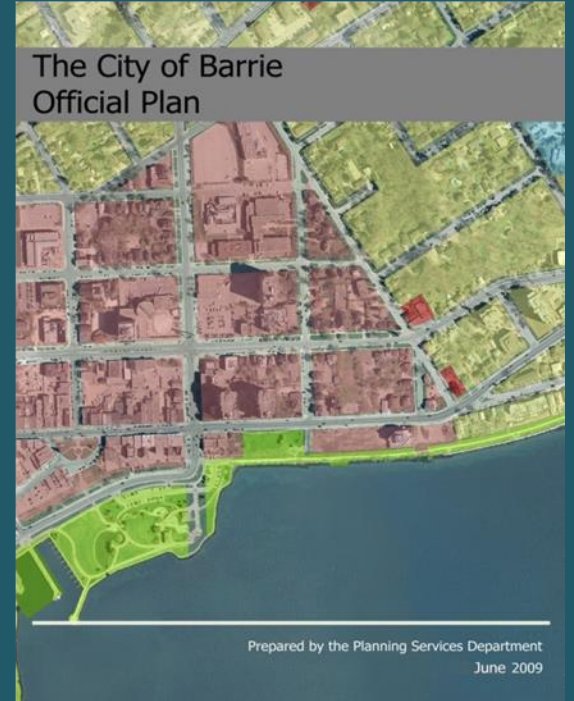 The City of Barrie
Official Plan
Prepared by the Planning Services Department
June 2009